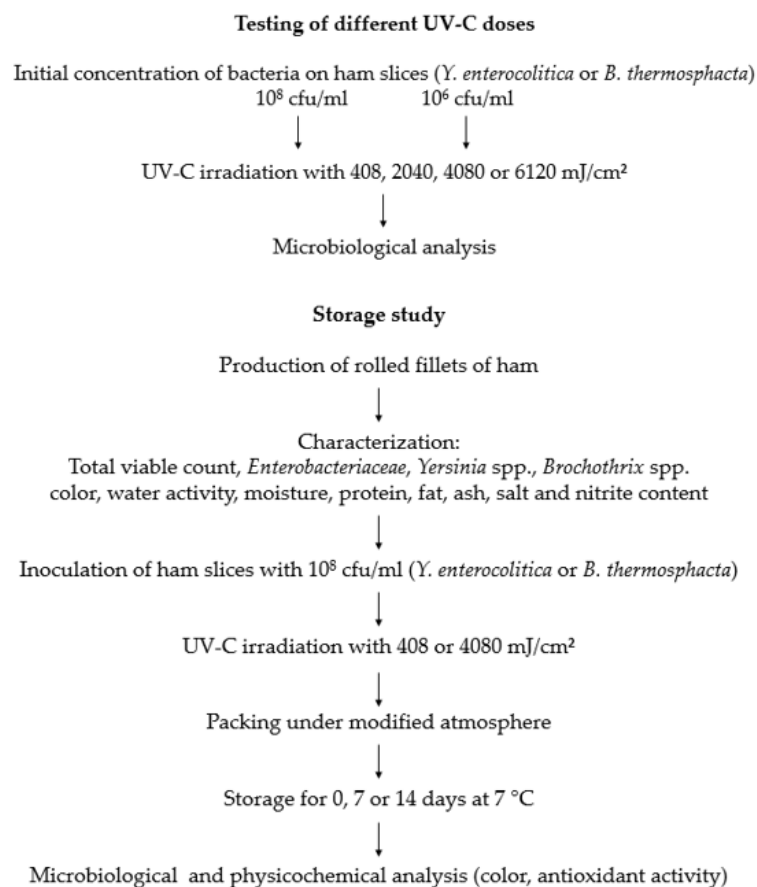 Testing of different UV-C doses
Initial concentration of bacteria on ham slices (Y. enterocolitica or B. thermosphacta)
10⁸ cfu/ml 10⁶ cfu/ml
UV-C irradiation with 408, 2040, 4080 or 6120 mJ/cm²
Microbiological analysis
Storage study
Production of rolled fillets of ham
Characterization:
Total viable count, Enterobacteriaceae, Yersinia spp., Brochothrix spp.
color, water activity, moisture, protein, fat, ash, salt and nitrite content
Inoculation of ham slices with 10⁸ cfu/ml (Y. enterocolitica or B. thermosphacta)
UV-C irradiation with 408 or 4080 mJ/cm²
Packing under modified atmosphere
Storage for 0, 7 or 14 days at 7 °C
Microbiological and physicochemical analysis (color, antioxidant activity)